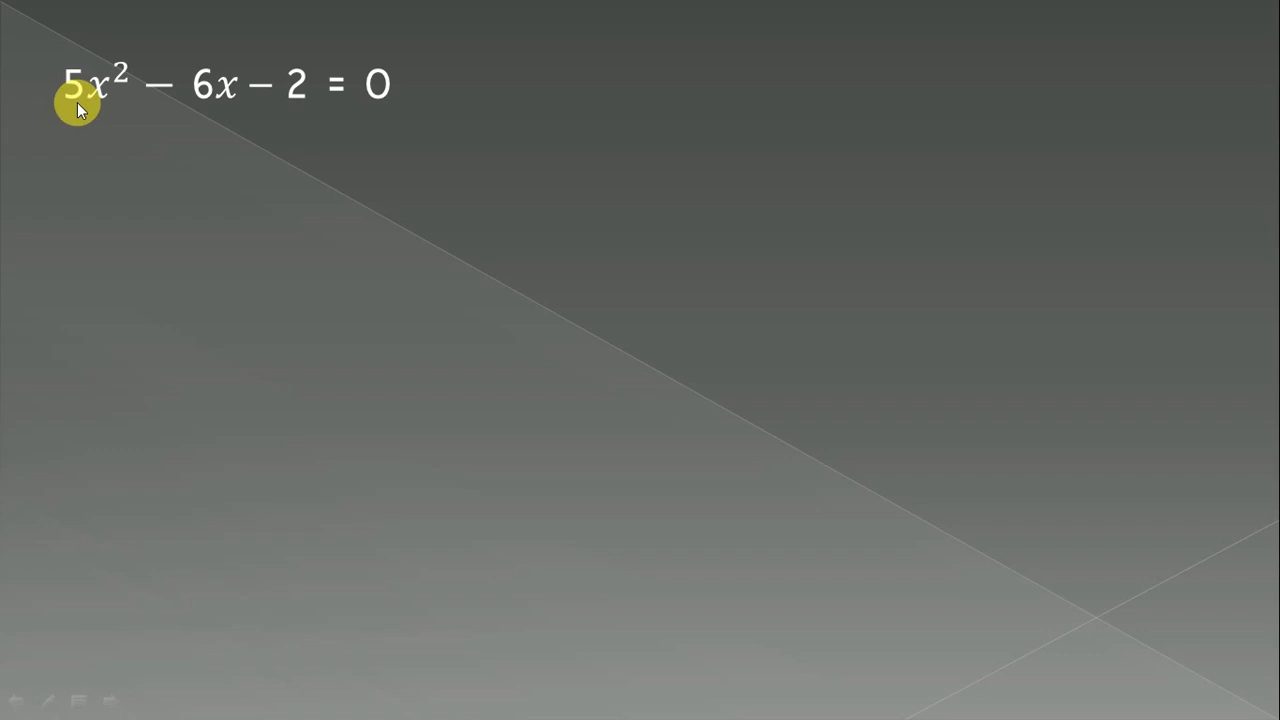 5x² − 6x − 2 = 0